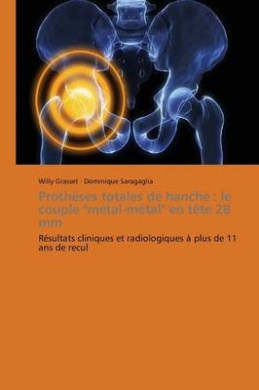 Willy Grasset · Dominique Saragaglia
Prothèses totales de hanche : le
couple "métal-métal" en tête 28
mm
Résultats cliniques et radiologiques à plus de 11
ans de recul